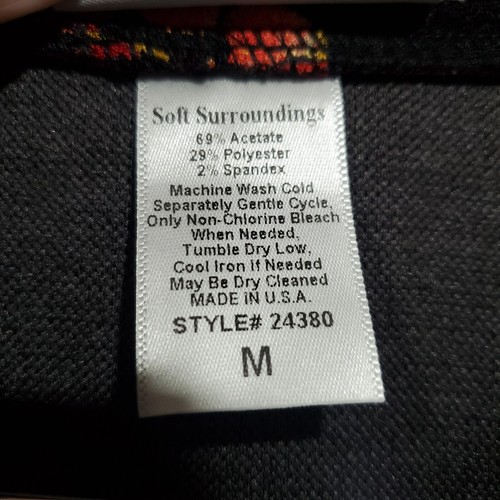 Soft Surroundings
69% Acetate
29% Polyester
2% Spandex
Machine Wash Cold
Separately Gentle Cycle,
Only Non-Chlorine Bleach
When Needed,
Tumble Dry Low,
Cool Iron if Needed
May Be Dry Cleaned
MADE IN U.S.A.
STYLE# 24380
M